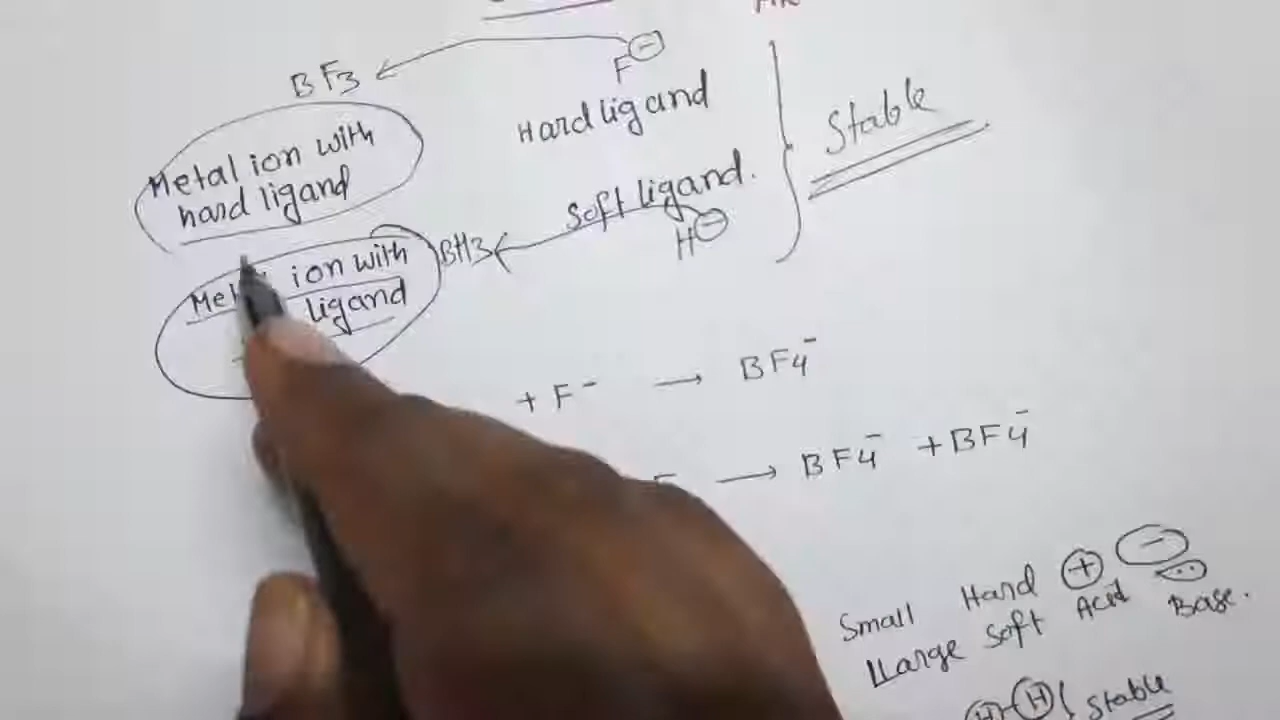 F⊖
BF3
Hard ligand
Stable
Metal ion with
hard ligand
Soft ligand.
H⊖
BH3
ion with
ligand
+ F⁻ → BF4⁻
→ BF4⁻ + BF4⁻
Small Hard ⊕ ⊖
Large Soft Acid Base.
H H } Stable